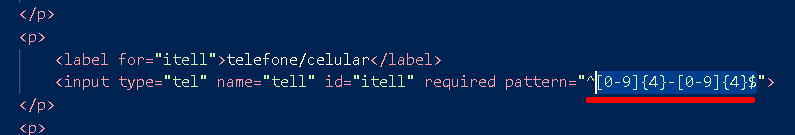 </p>
<p>
<label for="itell">telefone/celular</label>
<input type="tel" name="tell" id="itell" required pattern="^[0-9]{4}-[0-9]{4}$">
</p>
<p>